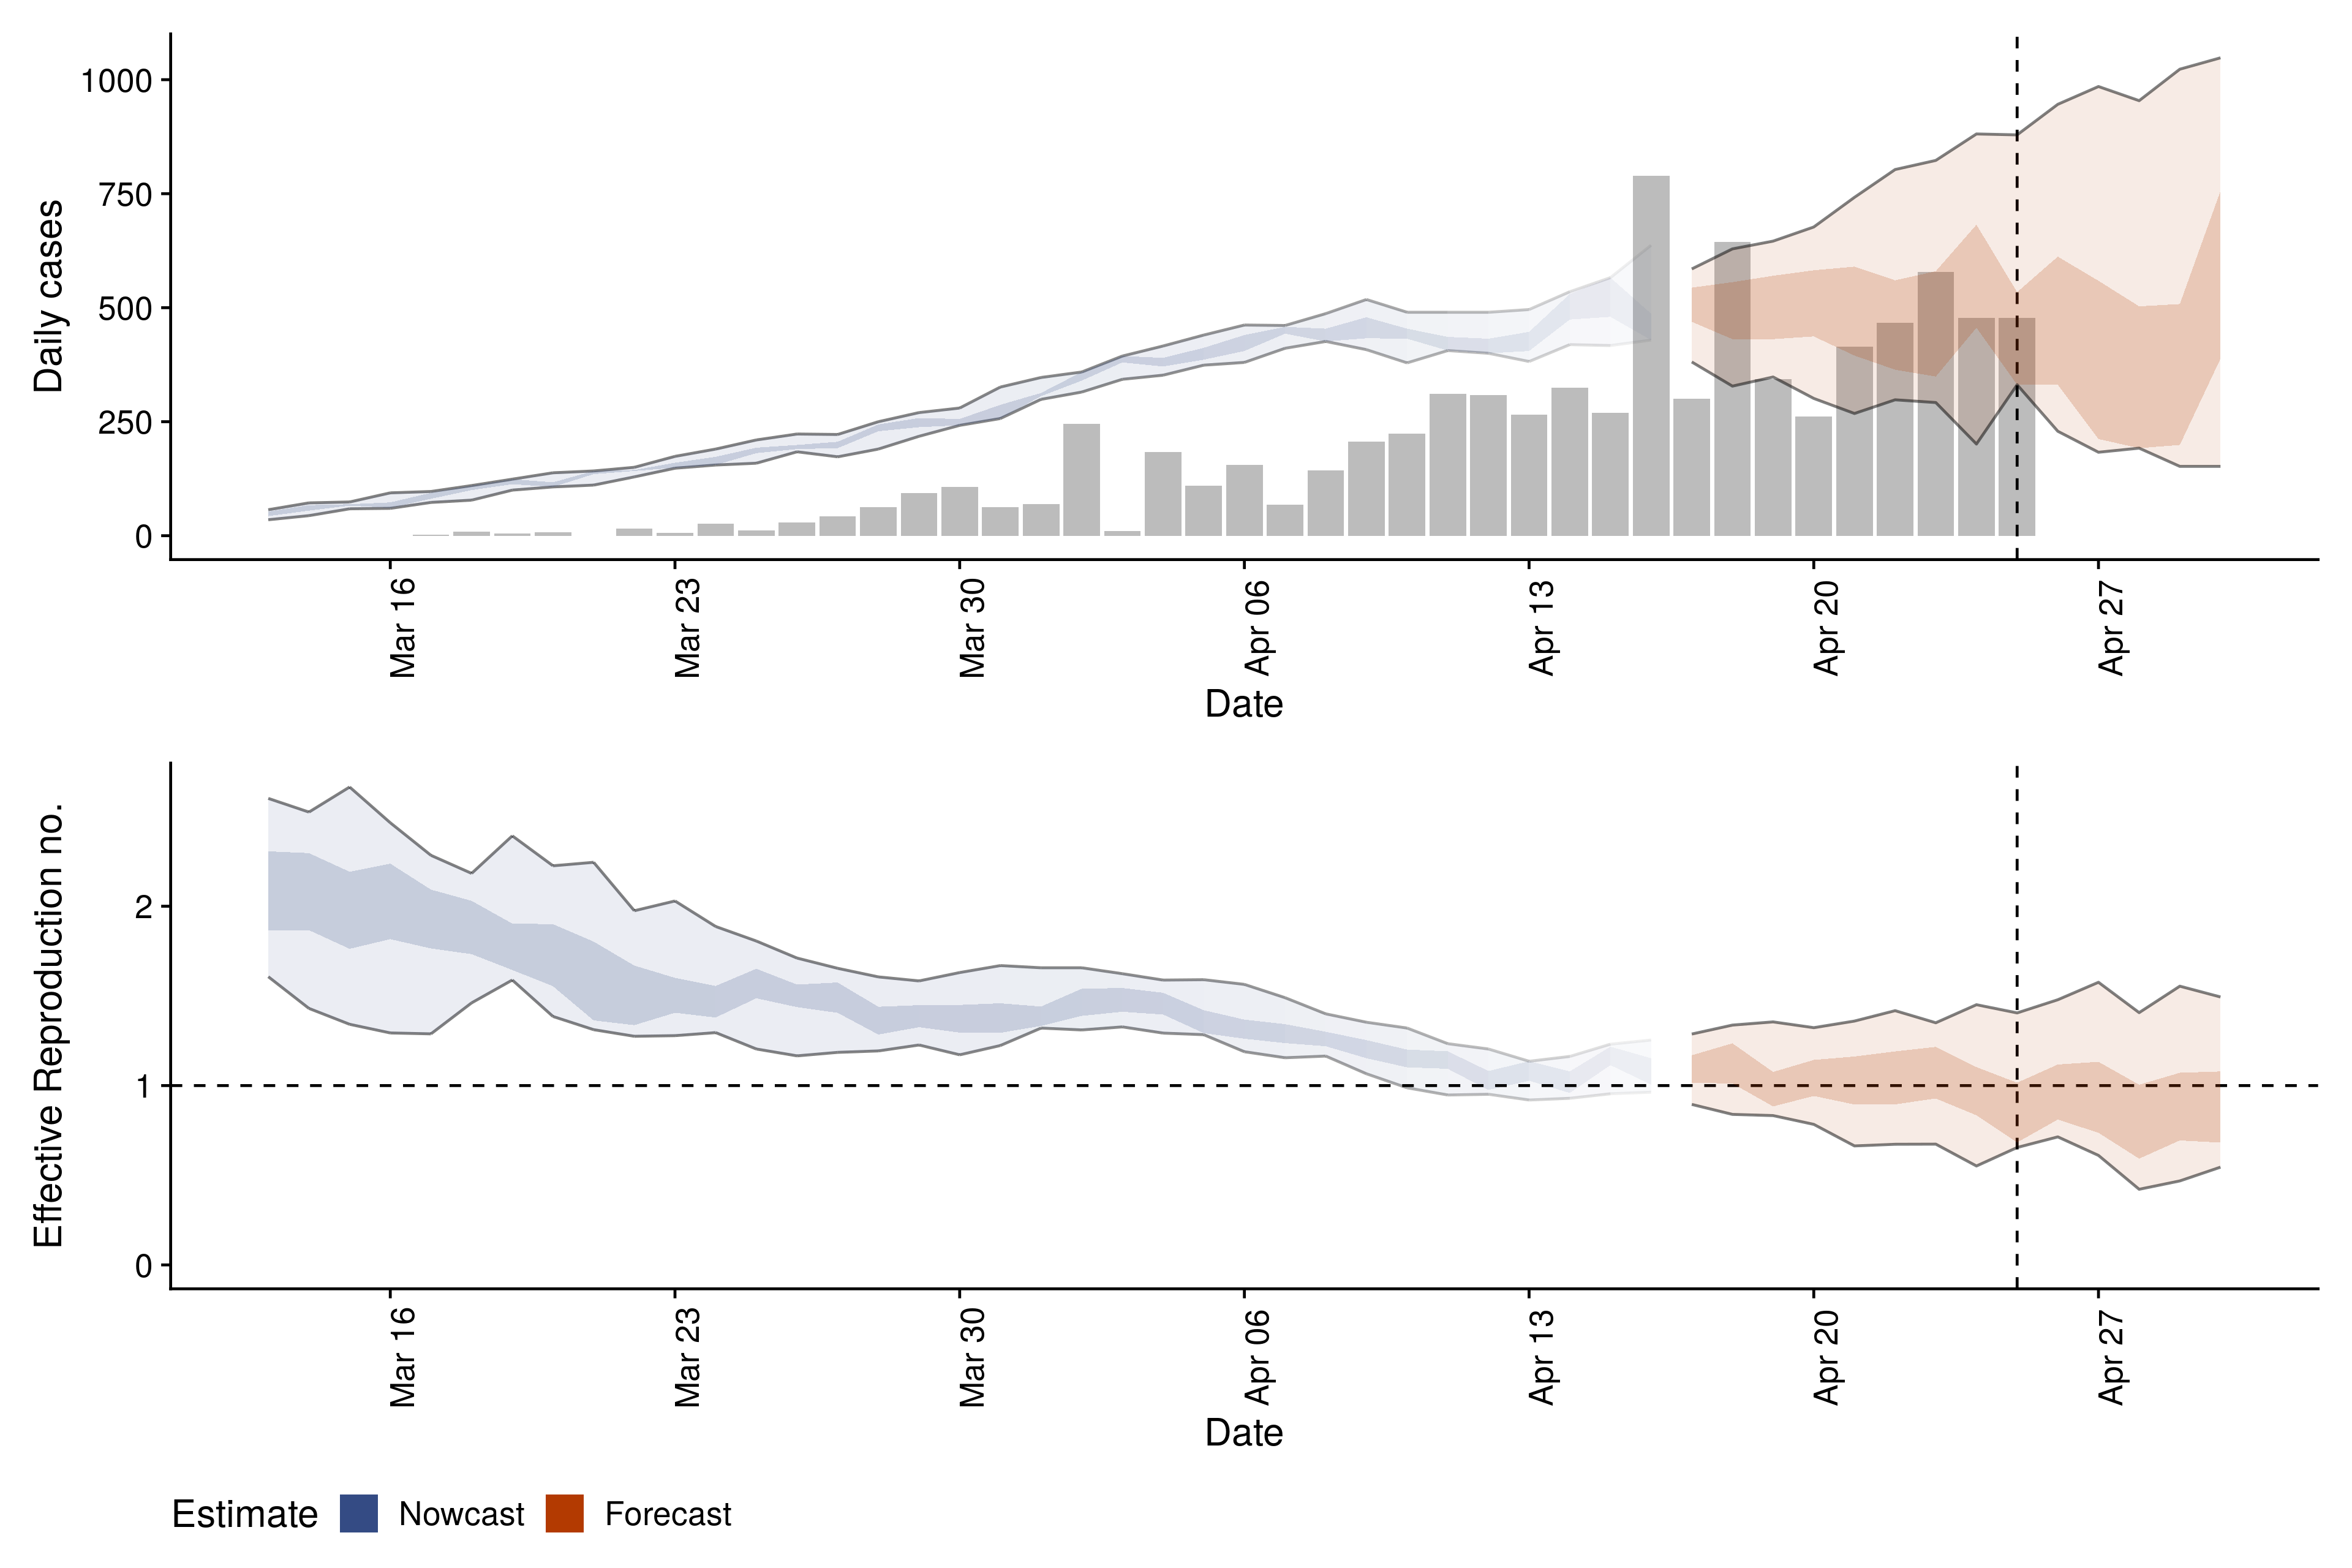 Daily cases
1000
750
500
250
0
Mar 16
Mar 23
Mar 30
Apr 06
Apr 13
Apr 20
Apr 27
Date
Effective Reproduction no.
2
1
0
Mar 16
Mar 23
Mar 30
Apr 06
Apr 13
Apr 20
Apr 27
Date
Estimate Nowcast Forecast